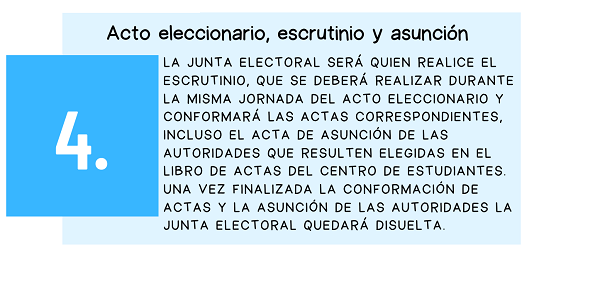 Acto eleccionario, escrutinio y asunción
4.
LA JUNTA ELECTORAL SERÁ QUIEN REALICE EL
ESCRUTINIO, QUE SE DEBERÁ REALIZAR DURANTE
LA MISMA JORNADA DEL ACTO ELECCIONARIO Y
CONFORMARÁ LAS ACTAS CORRESPONDIENTES,
INCLUSO EL ACTA DE ASUNCIÓN DE LAS
AUTORIDADES QUE RESULTEN ELEGIDAS EN EL
LIBRO DE ACTAS DEL CENTRO DE ESTUDIANTES.
UNA VEZ FINALIZADA LA CONFORMACIÓN DE
ACTAS Y LA ASUNCIÓN DE LAS AUTORIDADES LA
JUNTA ELECTORAL QUEDARÁ DISUELTA.